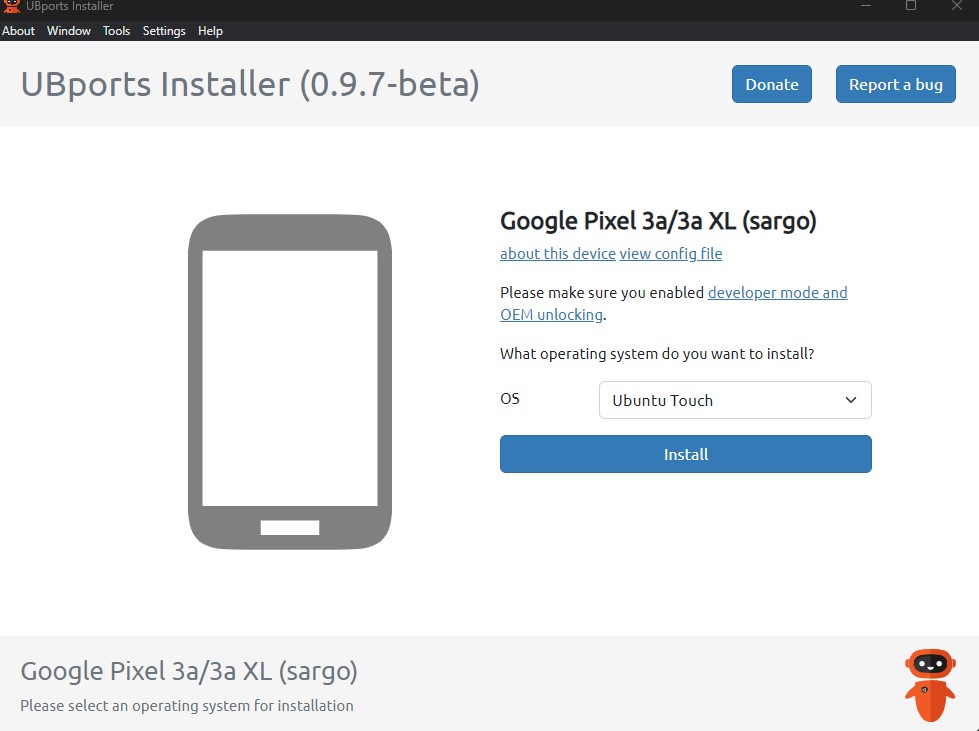 UBports Installer
About Window Tools Settings Help
UBports Installer (0.9.7-beta)
Donate
Report a bug
Google Pixel 3a/3a XL (sargo)
about this device view config file
Please make sure you enabled developer mode and
OEM unlocking.
What operating system do you want to install?
OS
Ubuntu Touch
Install
Google Pixel 3a/3a XL (sargo)
Please select an operating system for installation